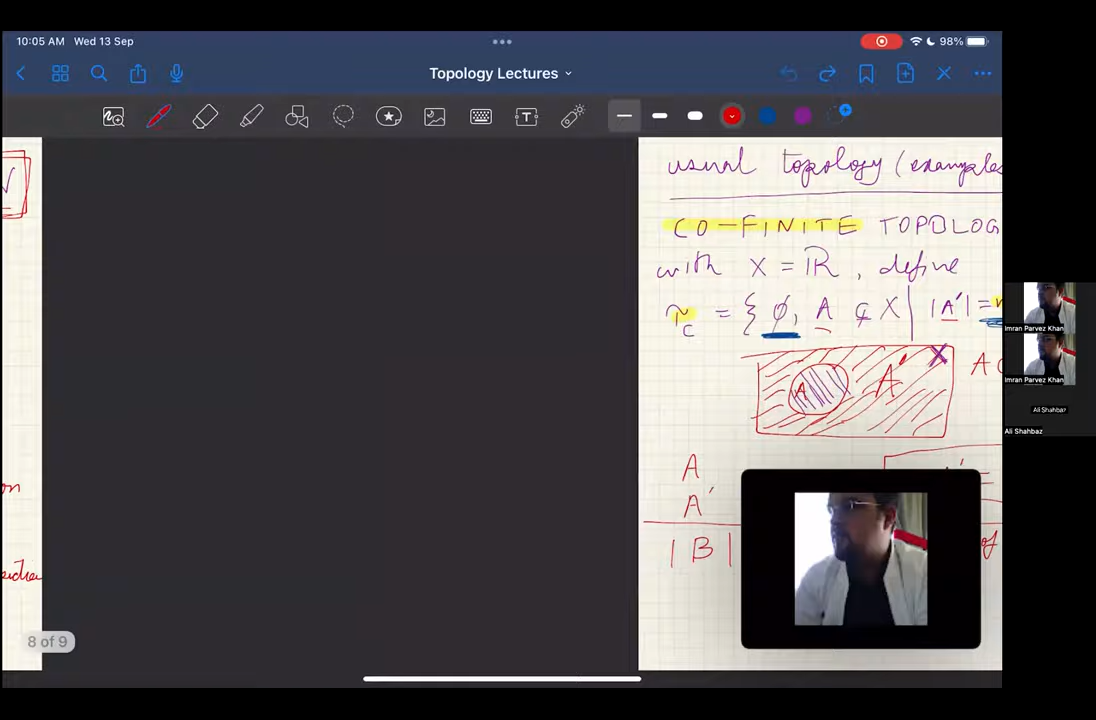 10:05 AM Wed 13 Sep
98%
Topology Lectures
usual topology (examples
CO-FINITE TOPOLOG
with X = ℝ, define
τc = { ϕ, A ⊊ X | |A'| =
A
A'
X
A
A'
|B|
of
8 of 9
Imran Parvez Khan
Imran Parvez Khan
Ali Shahbaz
Ali Shahbaz